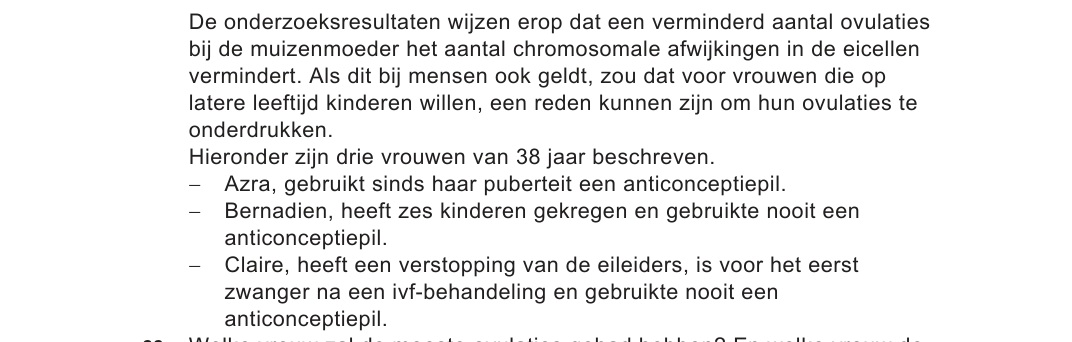 De onderzoeksresultaten wijzen erop dat een verminderd aantal ovulaties
bij de muizenmoeder het aantal chromosomale afwijkingen in de eicellen
vermindert. Als dit bij mensen ook geldt, zou dat voor vrouwen die op
latere leeftijd kinderen willen, een reden kunnen zijn om hun ovulaties te
onderdrukken.
Hieronder zijn drie vrouwen van 38 jaar beschreven.
– Azra, gebruikt sinds haar puberteit een anticonceptiepil.
– Bernadien, heeft zes kinderen gekregen en gebruikte nooit een
anticonceptiepil.
– Claire, heeft een verstopping van de eileiders, is voor het eerst
zwanger na een ivf-behandeling en gebruikte nooit een
anticonceptiepil.